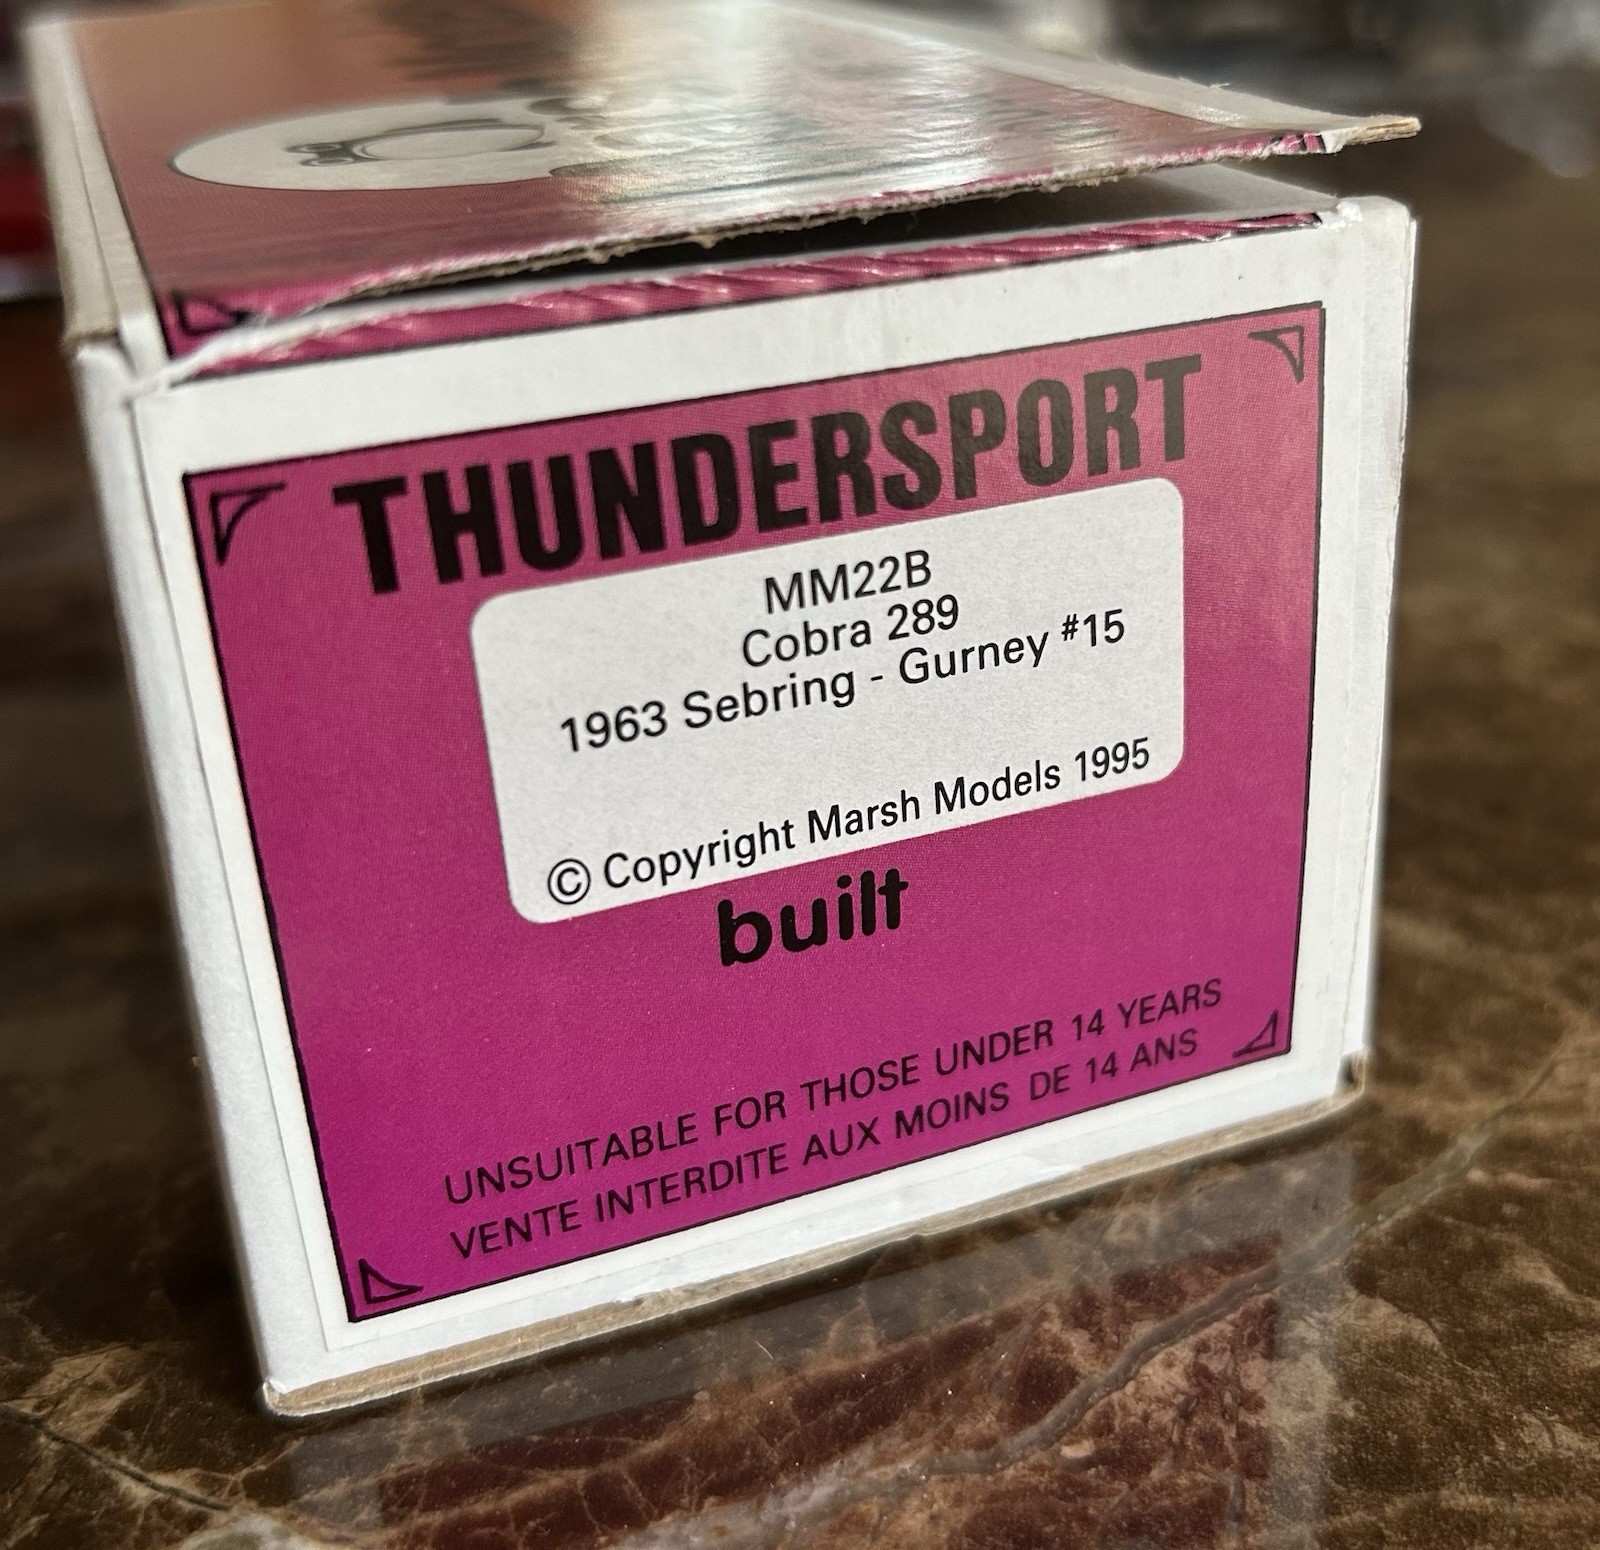 THUNDERSPORT
MM22B
Cobra 289
1963 Sebring - Gurney #15
© Copyright Marsh Models 1995
built
UNSUITABLE FOR THOSE UNDER 14 YEARS
VENTE INTERDITE AUX MOINS DE 14 ANS